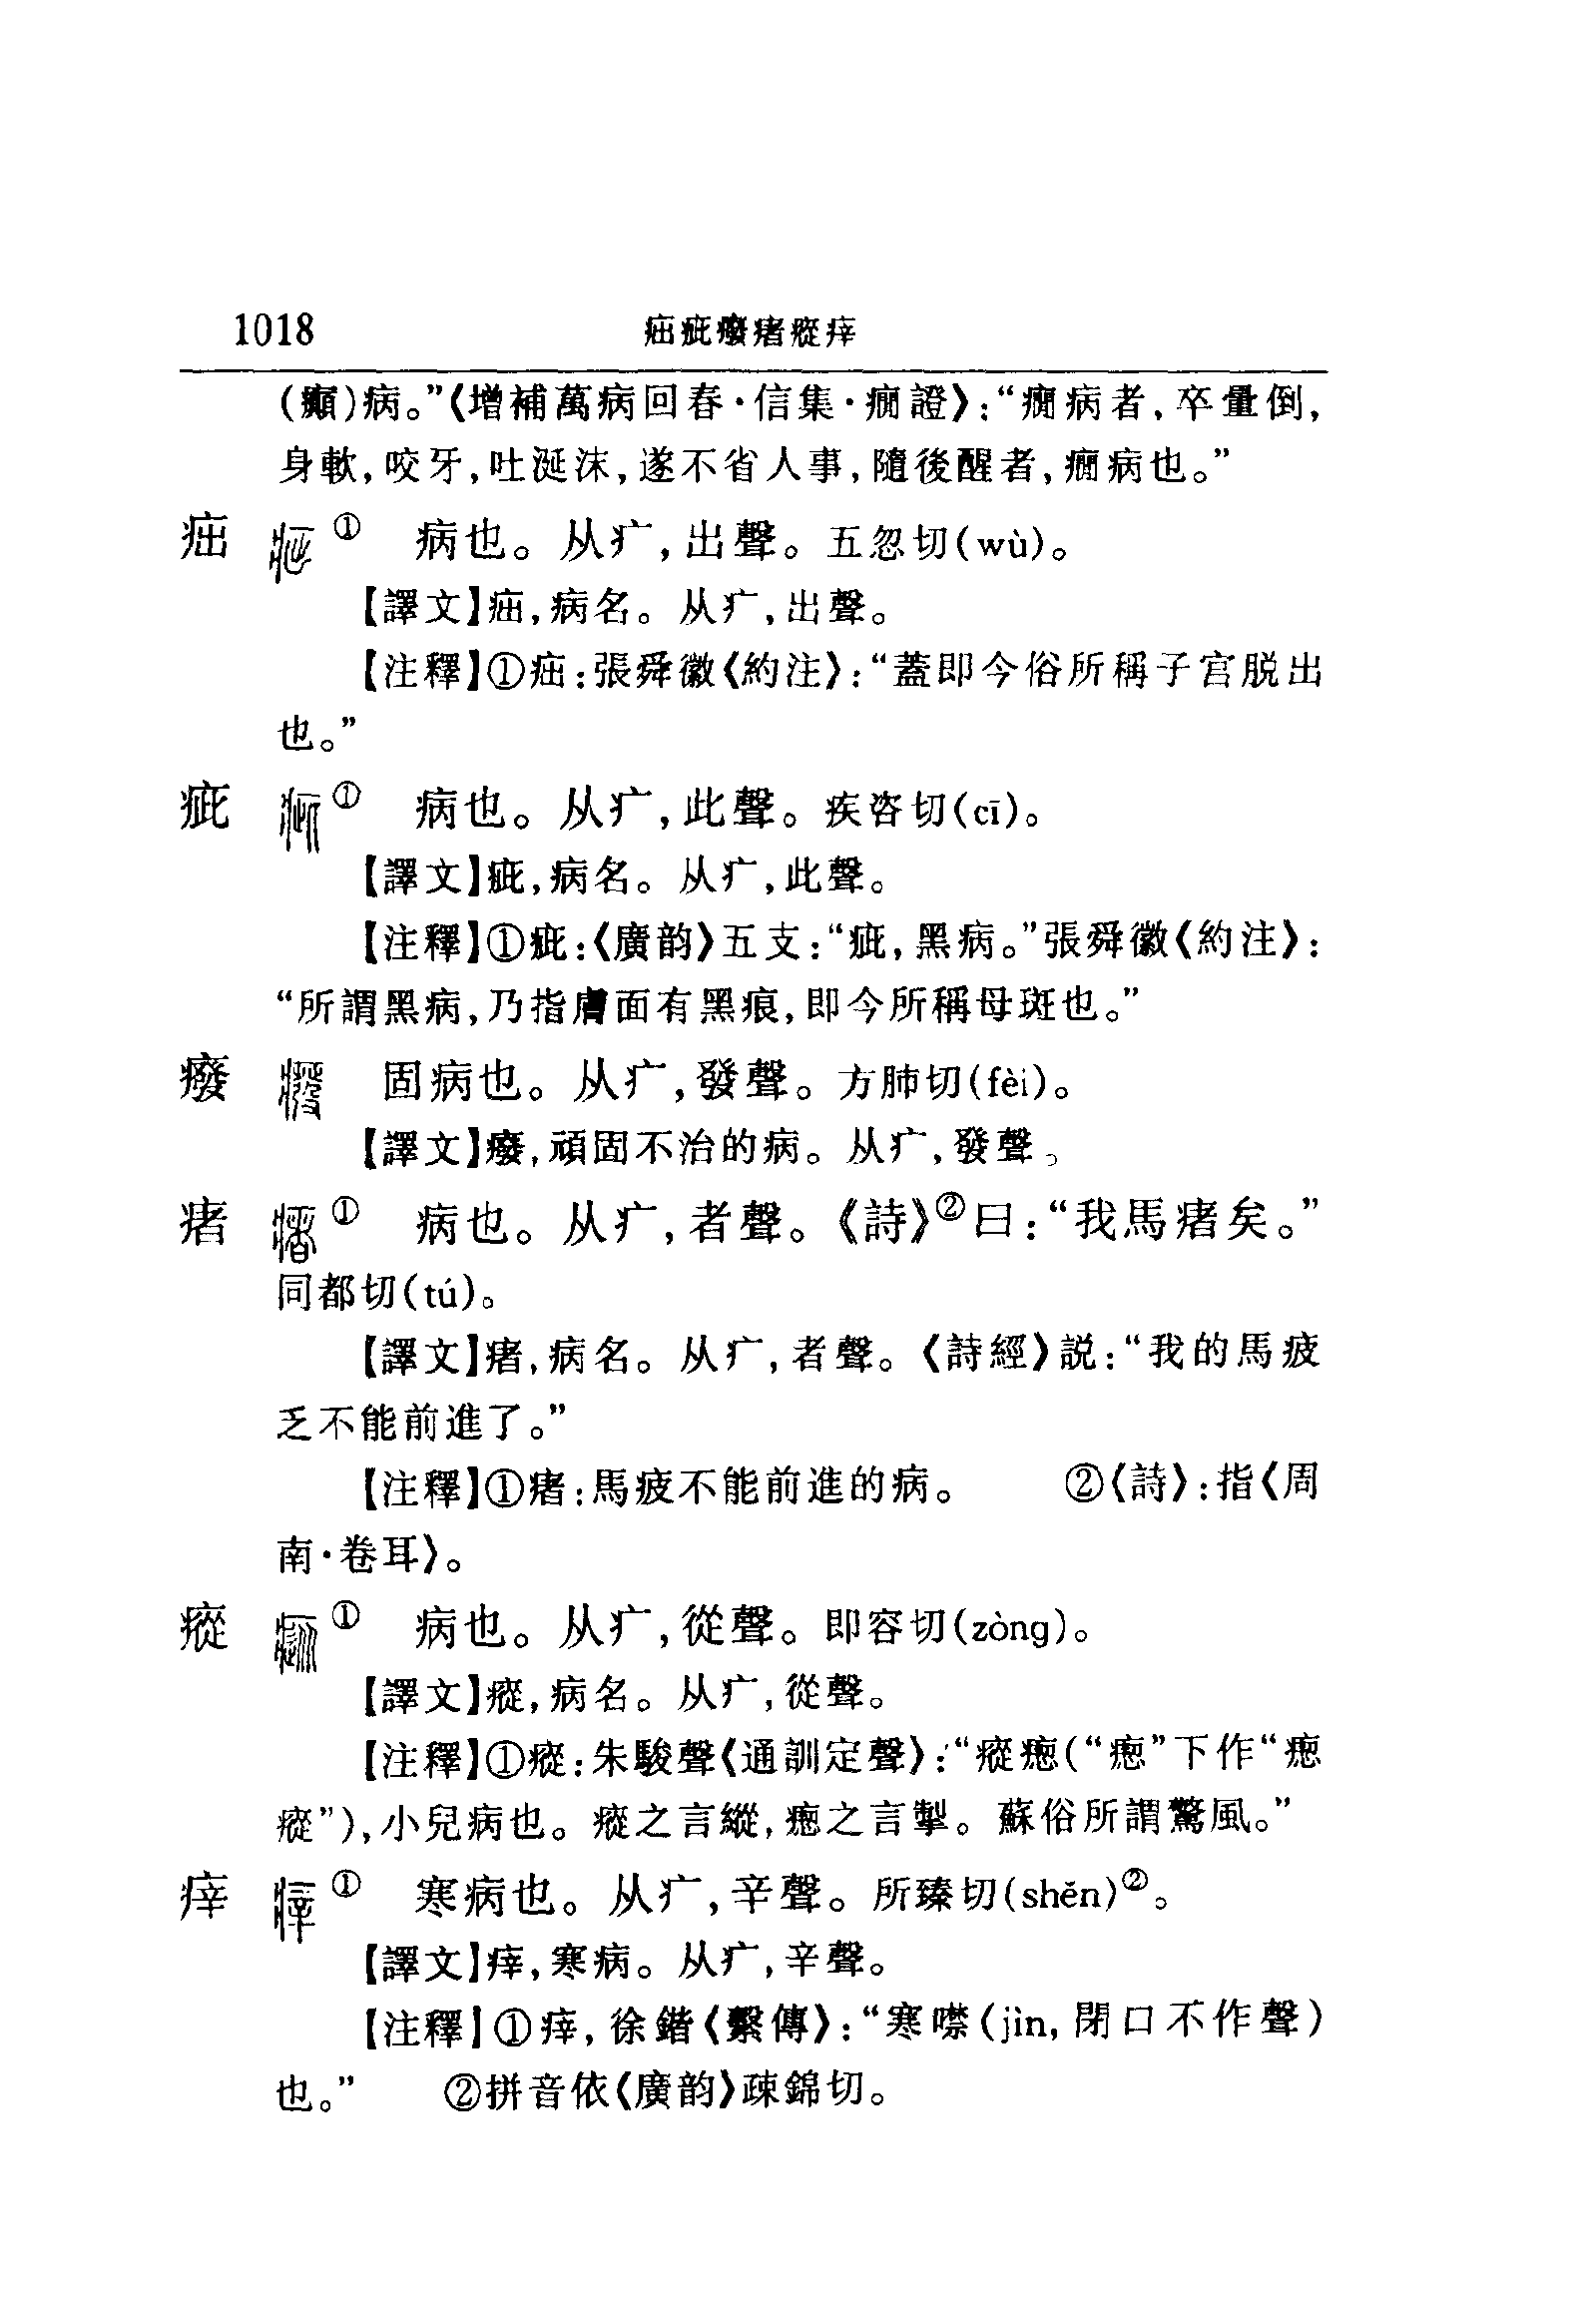 1018 疝疵癈瘏瘲痒
(癲)病。”《增補萬病回春·信集·癇證》：“癇病者，卒暈倒，
身軟，咬牙，吐涎沫，遂不省人事，隨後醒者，癇病也。”
疝 ① 病也。从疒，出聲。五忽切(wù)。
【譯文】疝，病名。从疒，出聲。
【注釋】①疝：張舜徽《約注》：“蓋即今俗所稱子宫脱出
也。”
疵 ① 病也。从疒，此聲。疾咨切(cī)。
【譯文】疵，病名。从疒，此聲。
【注釋】①疵：《廣韵》五支：“疵，黑病。”張舜徽《約注》：
“所謂黑病，乃指膚面有黑痕，即今所稱母斑也。”
癈 固病也。从疒，發聲。方肺切(fèi)。
【譯文】癈，頑固不治的病。从疒，發聲。
瘏 ① 病也。从疒，者聲。《詩》②曰：“我馬瘏矣。”
同都切(tú)。
【譯文】瘏，病名。从疒，者聲。《詩經》説：“我的馬疲
乏不能前進了。”
【注釋】①瘏：馬疲不能前進的病。 ②《詩》：指《周
南·卷耳》。
瘲 ① 病也。从疒，從聲。即容切(zòng)。
【譯文】瘲，病名。从疒，從聲。
【注釋】①瘲：朱駿聲《通訓定聲》：“瘲瘛(“瘛”下作“瘛
瘲”)，小兒病也。瘲之言縱，瘛之言掣。蘇俗所謂驚風。”
㾕 ① 寒病也。从疒，辛聲。所臻切(shěn)②。
【譯文】㾕，寒病。从疒，辛聲。
【注釋】①㾕，徐鍇《繫傳》：“寒噤(jìn，閉口不作聲)
也。” ②拼音依《廣韵》疎錦切。